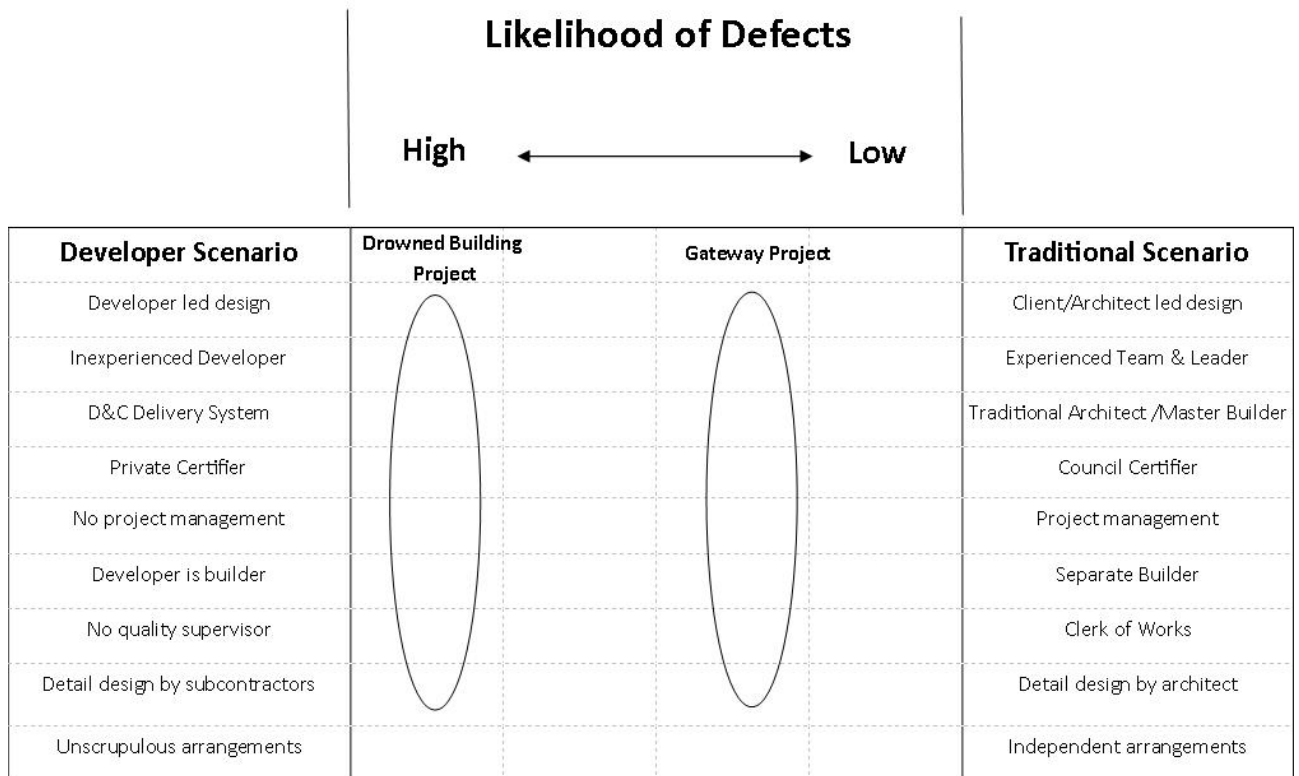 Likelihood of Defects
High Low
Developer Scenario Drowned Building Project Gateway Project Traditional Scenario
Developer led design Client/Architect led design
Inexperienced Developer Experienced Team & Leader
D&C Delivery System Traditional Architect /Master Builder
Private Certifier Council Certifier
No project management Project management
Developer is builder Separate Builder
No quality supervisor Clerk of Works
Detail design by subcontractors Detail design by architect
Unscrupulous arrangements Independent arrangements